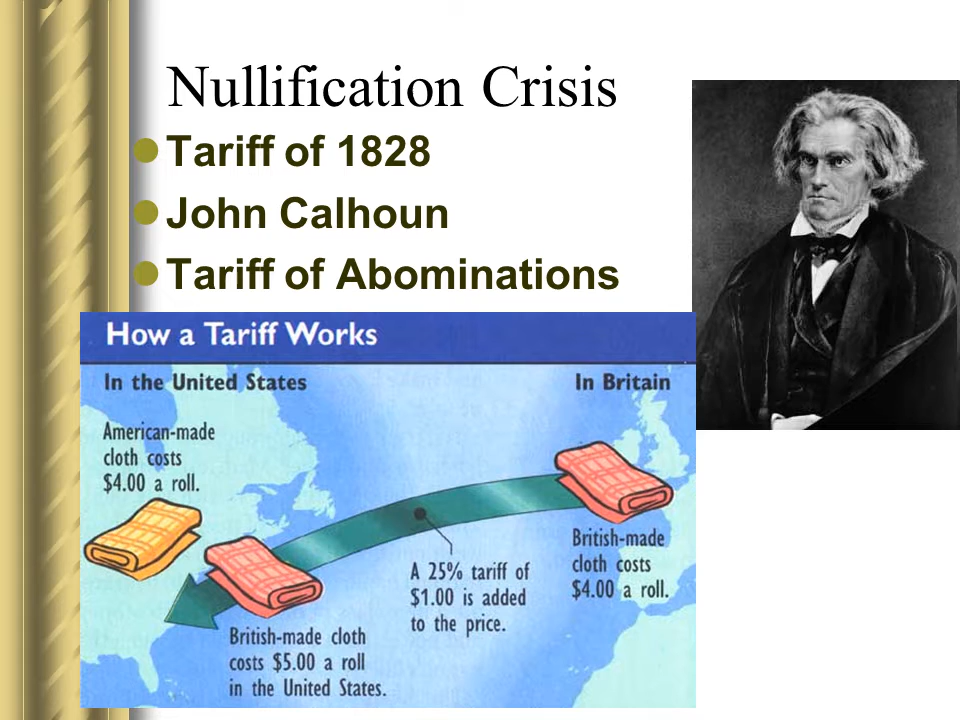 Nullification Crisis
Tariff of 1828
John Calhoun
Tariff of Abominations
How a Tariff Works
In the United States
In Britain
American-made
cloth costs
$4.00 a roll.
British-made
cloth costs
$4.00 a roll.
A 25% tariff of
$1.00 is added
to the price.
British-made cloth
costs $5.00 a roll
in the United States.